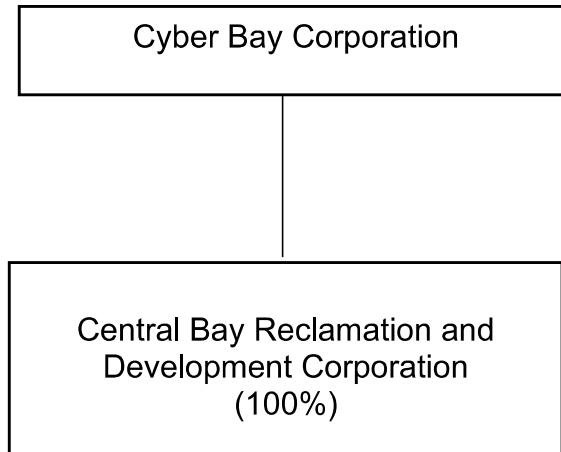 Cyber Bay Corporation
Central Bay Reclamation and
Development Corporation
(100%)